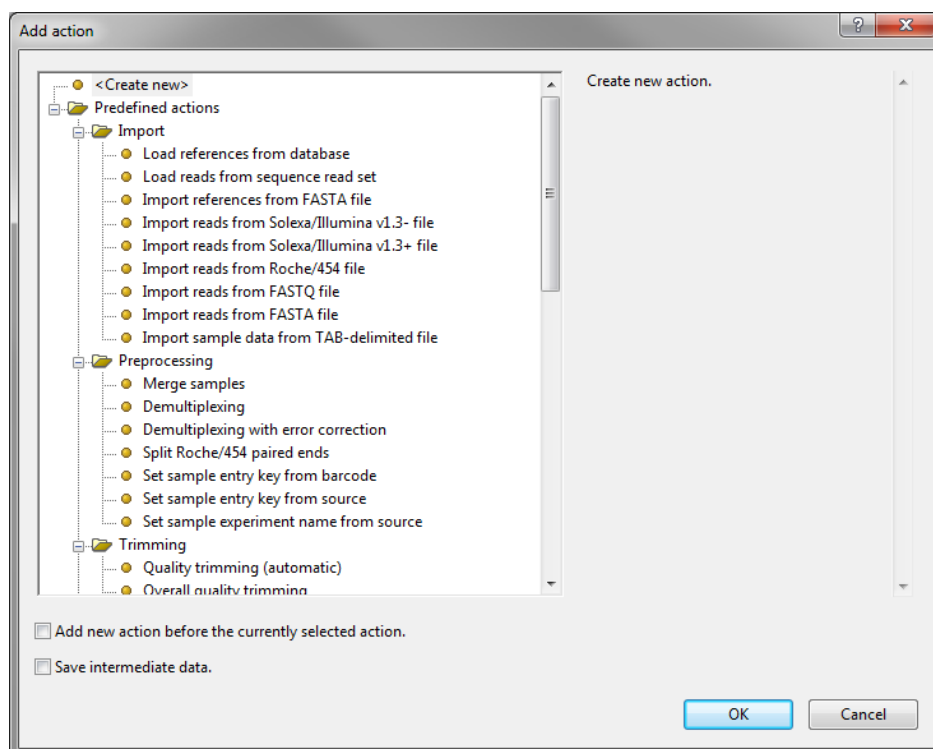 Add action
<Create new>
Create new action.
Predefined actions
Import
Load references from database
Load reads from sequence read set
Import references from FASTA file
Import reads from Solexa/Illumina v1.3- file
Import reads from Solexa/Illumina v1.3+ file
Import reads from Roche/454 file
Import reads from FASTQ file
Import reads from FASTA file
Import sample data from TAB-delimited file
Preprocessing
Merge samples
Demultiplexing
Demultiplexing with error correction
Split Roche/454 paired ends
Set sample entry key from barcode
Set sample entry key from source
Set sample experiment name from source
Trimming
Quality trimming (automatic)
Overall quality trimming
Add new action before the currently selected action.
Save intermediate data.
OK
Cancel